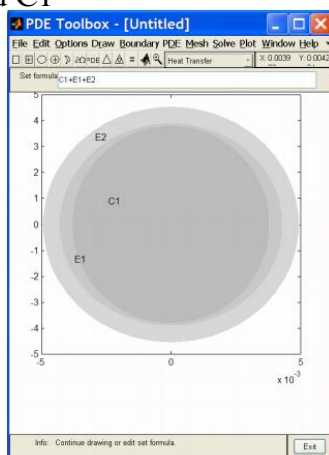 d C1
PDE Toolbox - [Untitled]
File Edit Options Draw Boundary PDE Mesh Solve Plot Window Help
PDE = Heat Transfer X: 0.0039 Y: 0.0042
Set formula: C1+E1+E2
5
4
3
2
1
0
-1
-2
-3
-4
-5
E2
C1
E1
-5 0 5
x 10⁻³
Info: Continue drawing or edit set formula. Exit